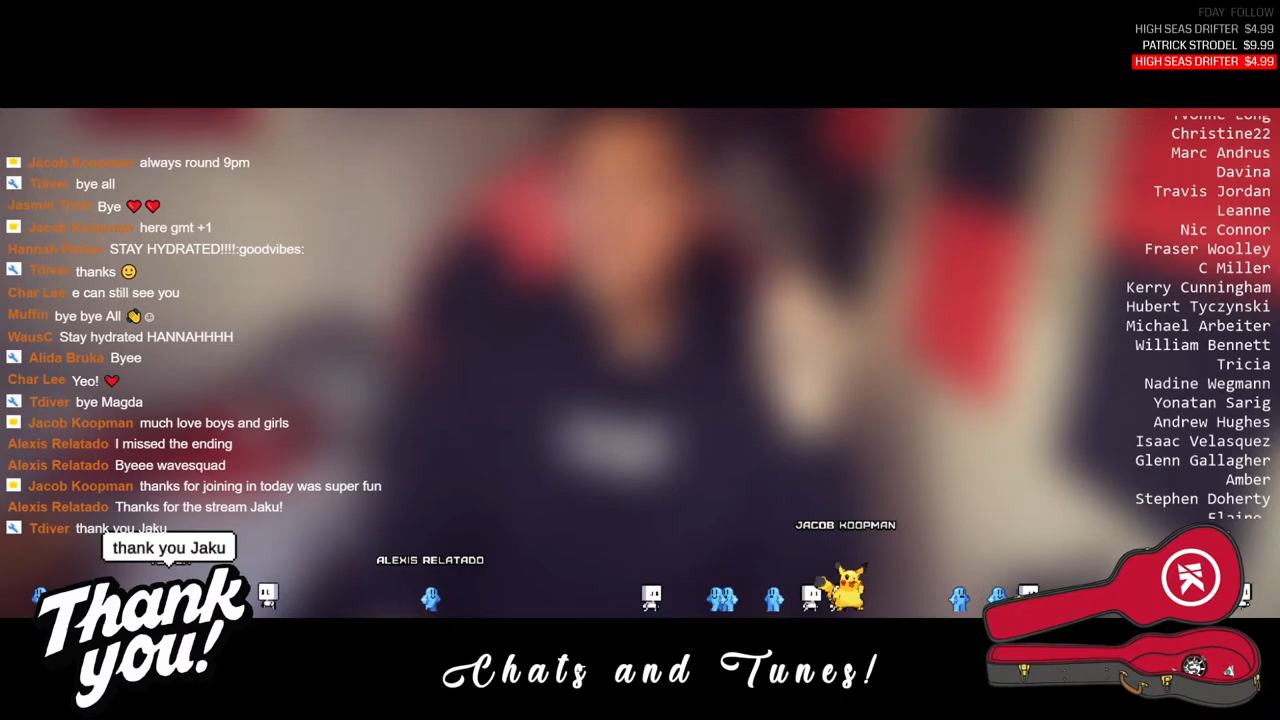 FDAY FOLLOW
HIGH SEAS DRIFTER $4.99
PATRICK STRODEL $9.99
HIGH SEAS DRIFTER $4.99
Jacob Koopman always round 9pm
Tdiver bye all
Bye
Jacob Koopman here gmt +1
STAY HYDRATED!!!!:goodvibes:
Tdiver thanks
Char Lee e can still see you
Muffin bye bye All
WausC Stay hydrated HANNAHHHH
Alida Bruka Byee
Char Lee Yeo!
Tdiver bye Magda
Jacob Koopman much love boys and girls
Alexis Relatado I missed the ending
Alexis Relatado Byeee wavesquad
Jacob Koopman thanks for joining in today was super fun
Alexis Relatado Thanks for the stream Jaku!
Tdiver thank you Jaku
thank you Jaku
Thank you!
ALEXIS RELATADO
JACOB KOOPMAN
Yvonne Long
Christine22
Marc Andrus
Davina
Travis Jordan
Leanne
Nic Connor
Fraser Woolley
C Miller
Kerry Cunningham
Hubert Tyczynski
Michael Arbeiter
William Bennett
Tricia
Nadine Wegmann
Yonatan Sarig
Andrew Hughes
Isaac Velasquez
Glenn Gallagher
Amber
Stephen Doherty
Elaine
Chats and Tunes!